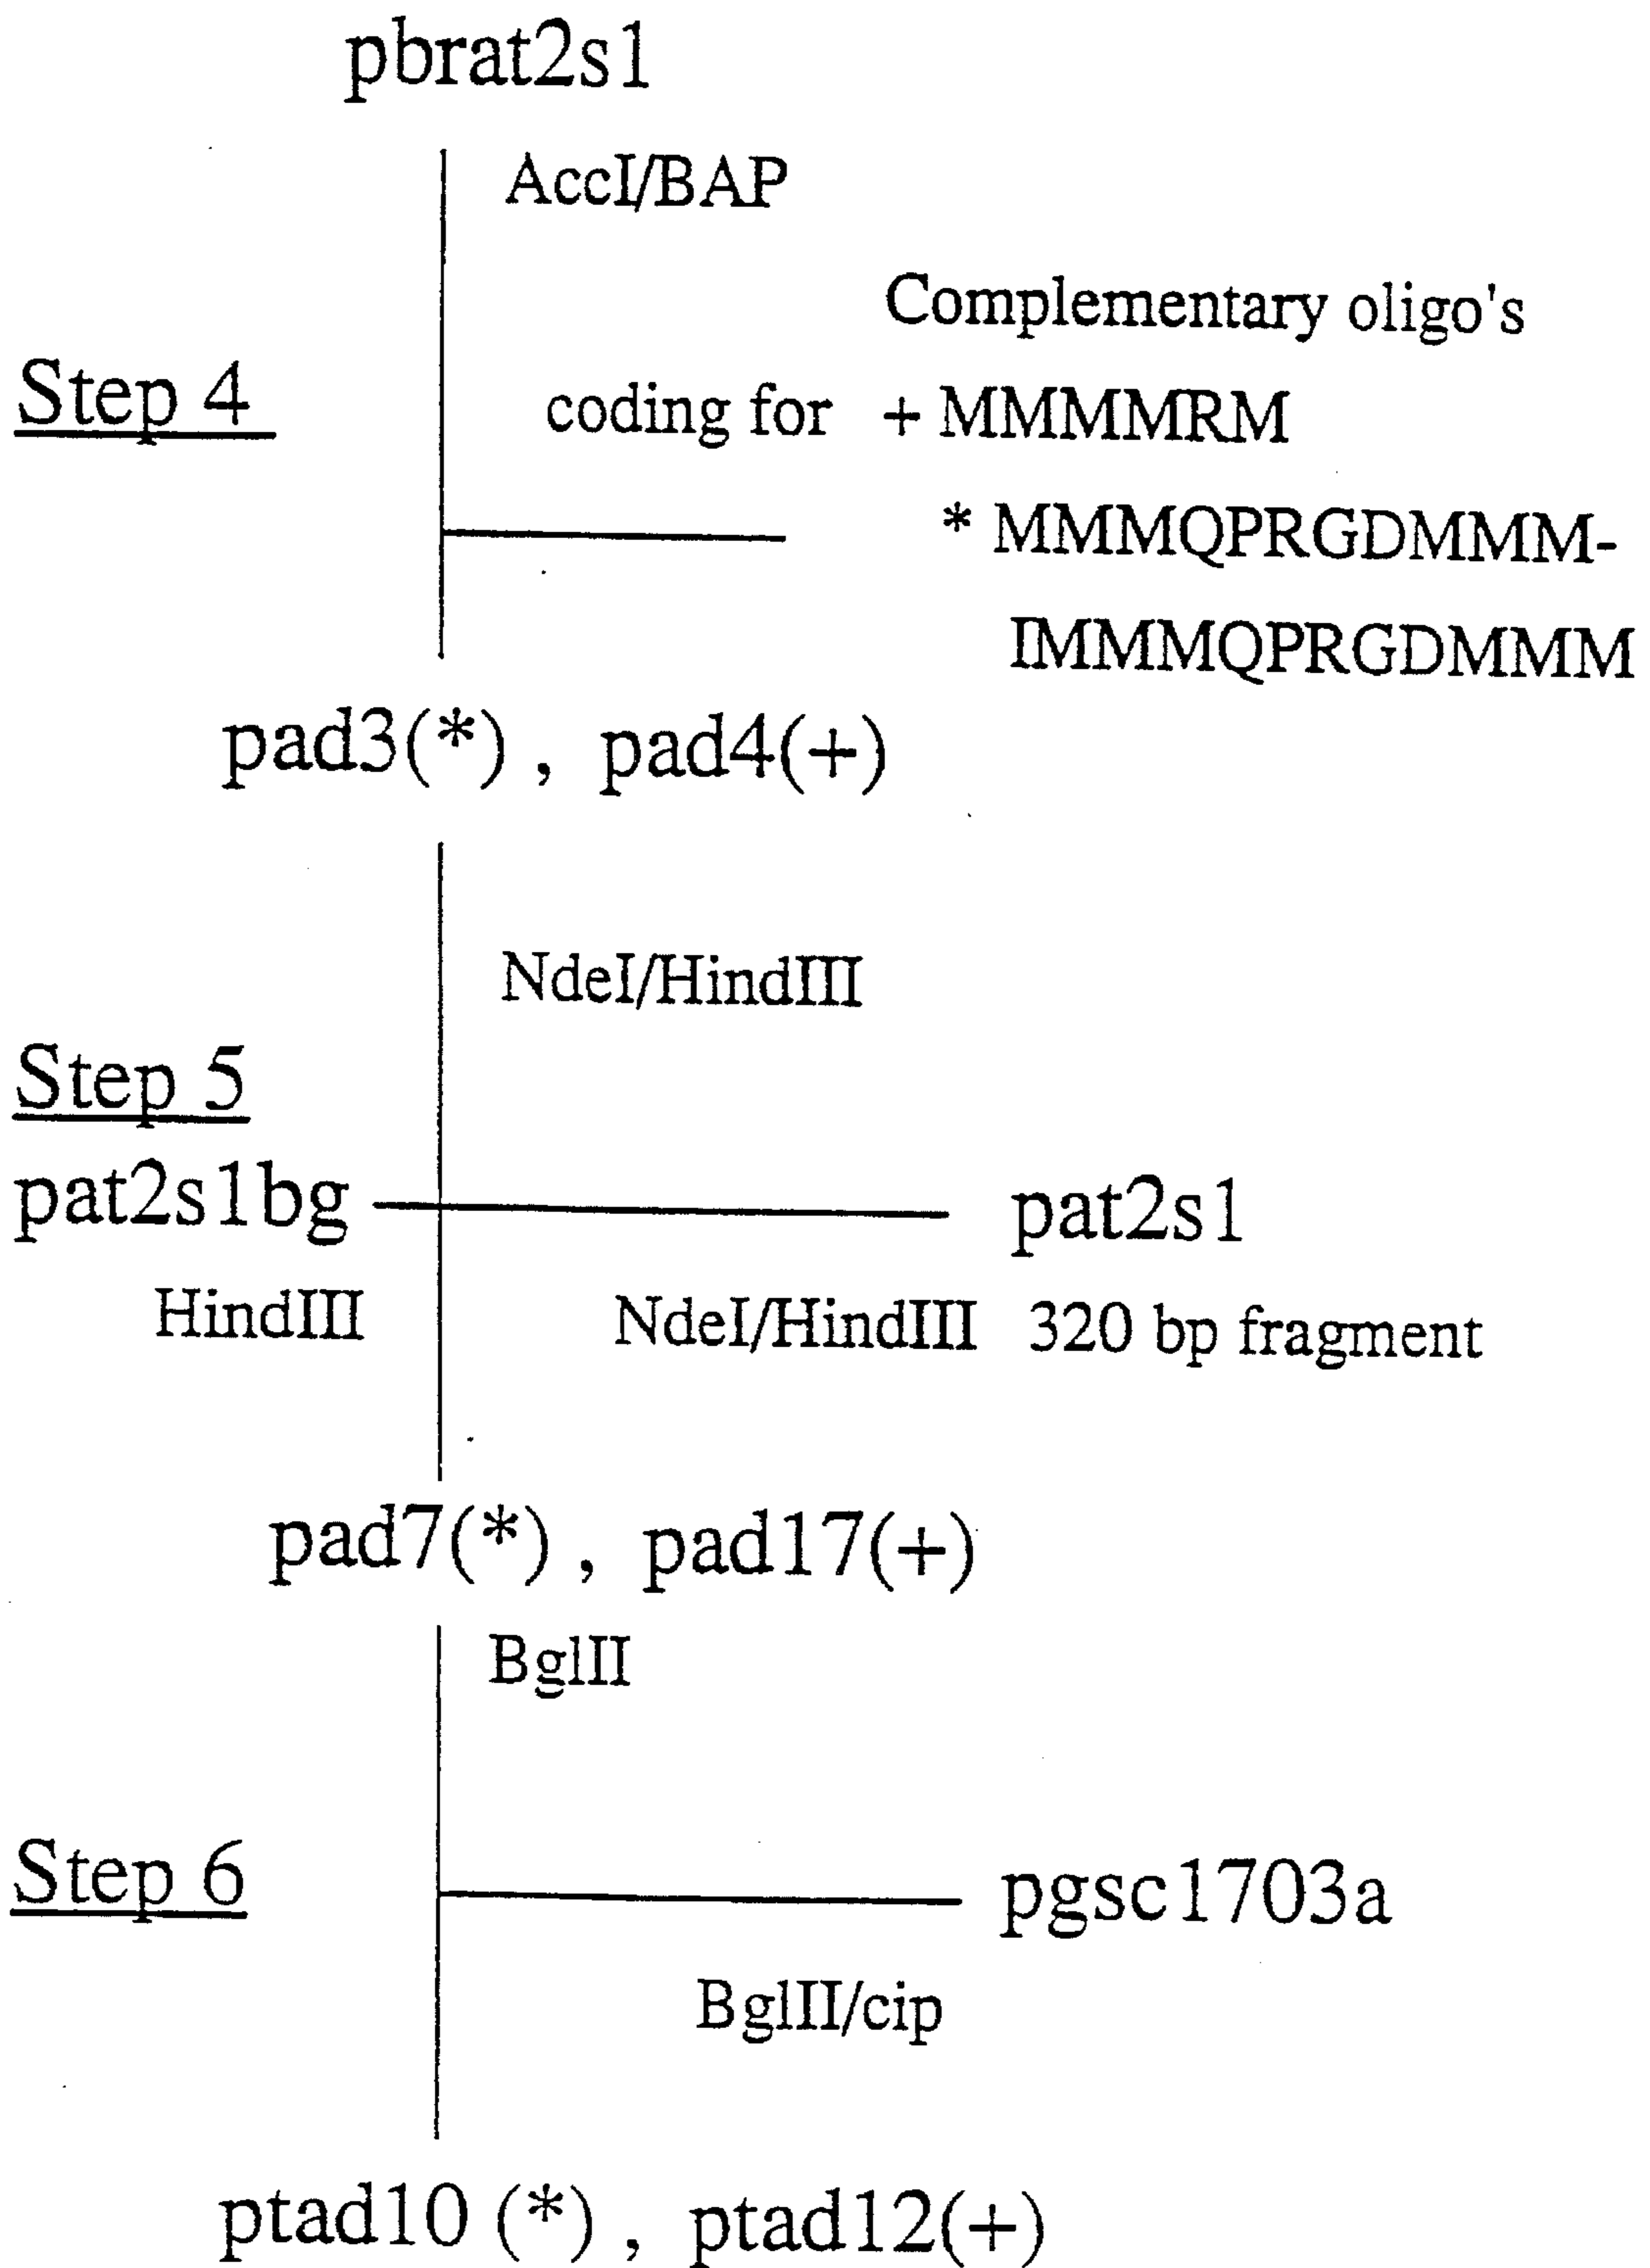 pbrat2s1
AccI/BAP
Complementary oligo's
Step 4
coding for + MMMMRM
* MMMQPRGDMMM-
IMMMQPRGDMMM
pad3(*) , pad4(+)
NdeI/HindIII
Step 5
pat2s1bg
pat2s1
HindIII
NdeI/HindIII 320 bp fragment
pad7(*) , pad17(+)
BglII
Step 6
pgsc1703a
BglII/cip
ptad10 (*) , ptad12(+)